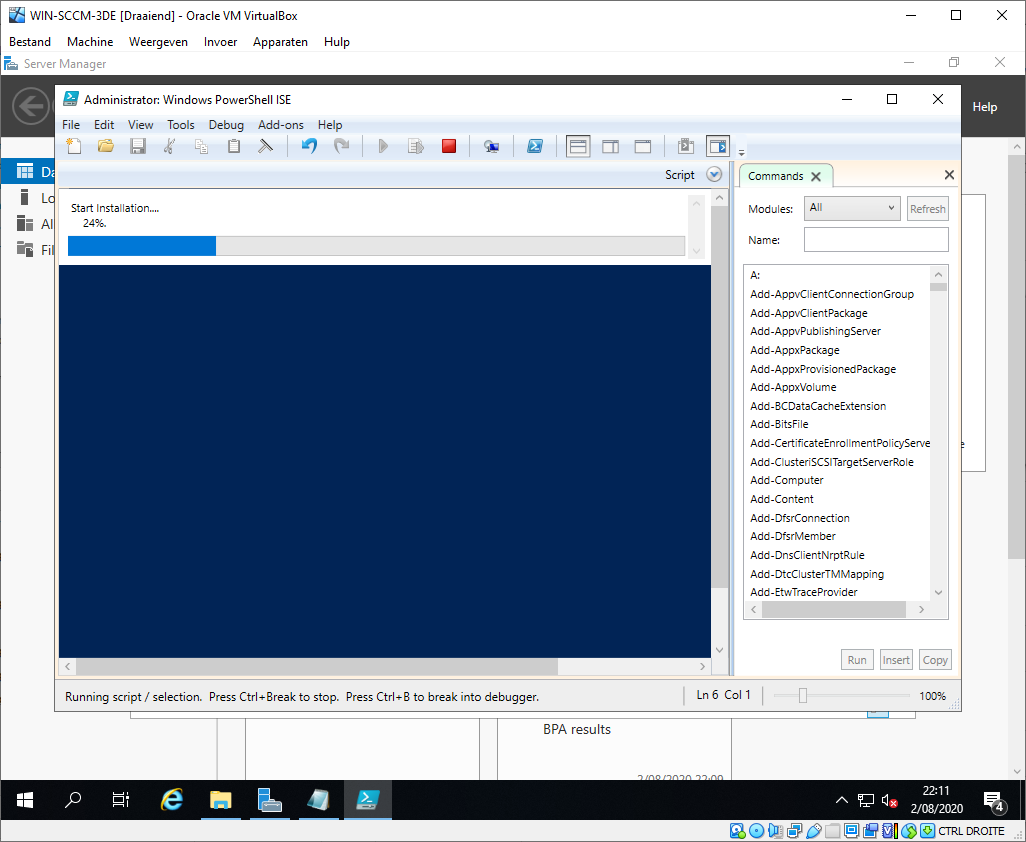 WIN-SCCM-3DE [Draaiend] - Oracle VM VirtualBox
Bestand Machine Weergeven Invoer Apparaten Hulp
Server Manager
Help
Administrator: Windows PowerShell ISE
File Edit View Tools Debug Add-ons Help
Script
Start Installation....
24%.
Da
Lo
Al
Fil
Commands
Modules: All Refresh
Name:
A:
Add-AppvClientConnectionGroup
Add-AppvClientPackage
Add-AppvPublishingServer
Add-AppxPackage
Add-AppxProvisionedPackage
Add-AppxVolume
Add-BCDataCacheExtension
Add-BitsFile
Add-CertificateEnrollmentPolicyServe
Add-ClusteriSCSITargetServerRole
Add-Computer
Add-Content
Add-DfsrConnection
Add-DfsrMember
Add-DnsClientNrptRule
Add-DtcClusterTMMapping
Add-EtwTraceProvider
Run Insert Copy
Running script / selection. Press Ctrl+Break to stop. Press Ctrl+B to break into debugger.
Ln 6 Col 1
100%
BPA results
2/08/2020 22:09
22:11
2/08/2020
4
CTRL DROITE